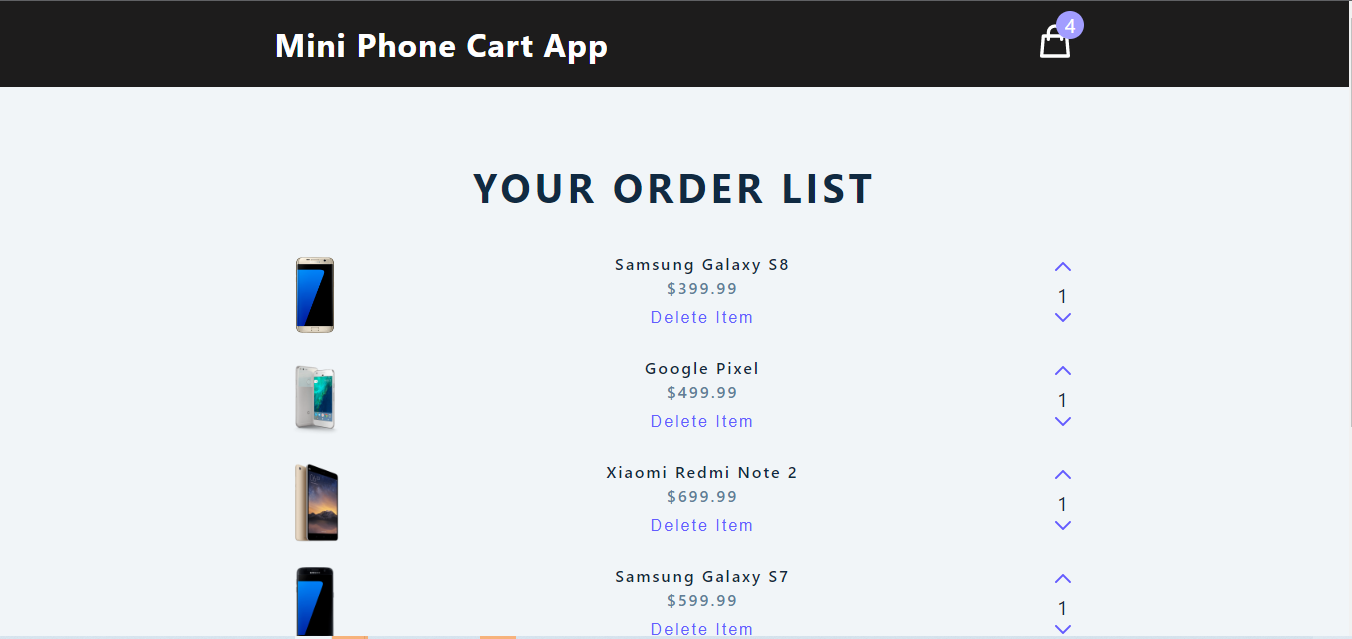 Mini Phone Cart App
4
YOUR ORDER LIST
Samsung Galaxy S8
$399.99
Delete Item
1
Google Pixel
$499.99
Delete Item
1
Xiaomi Redmi Note 2
$699.99
Delete Item
1
Samsung Galaxy S7
$599.99
Delete Item
1